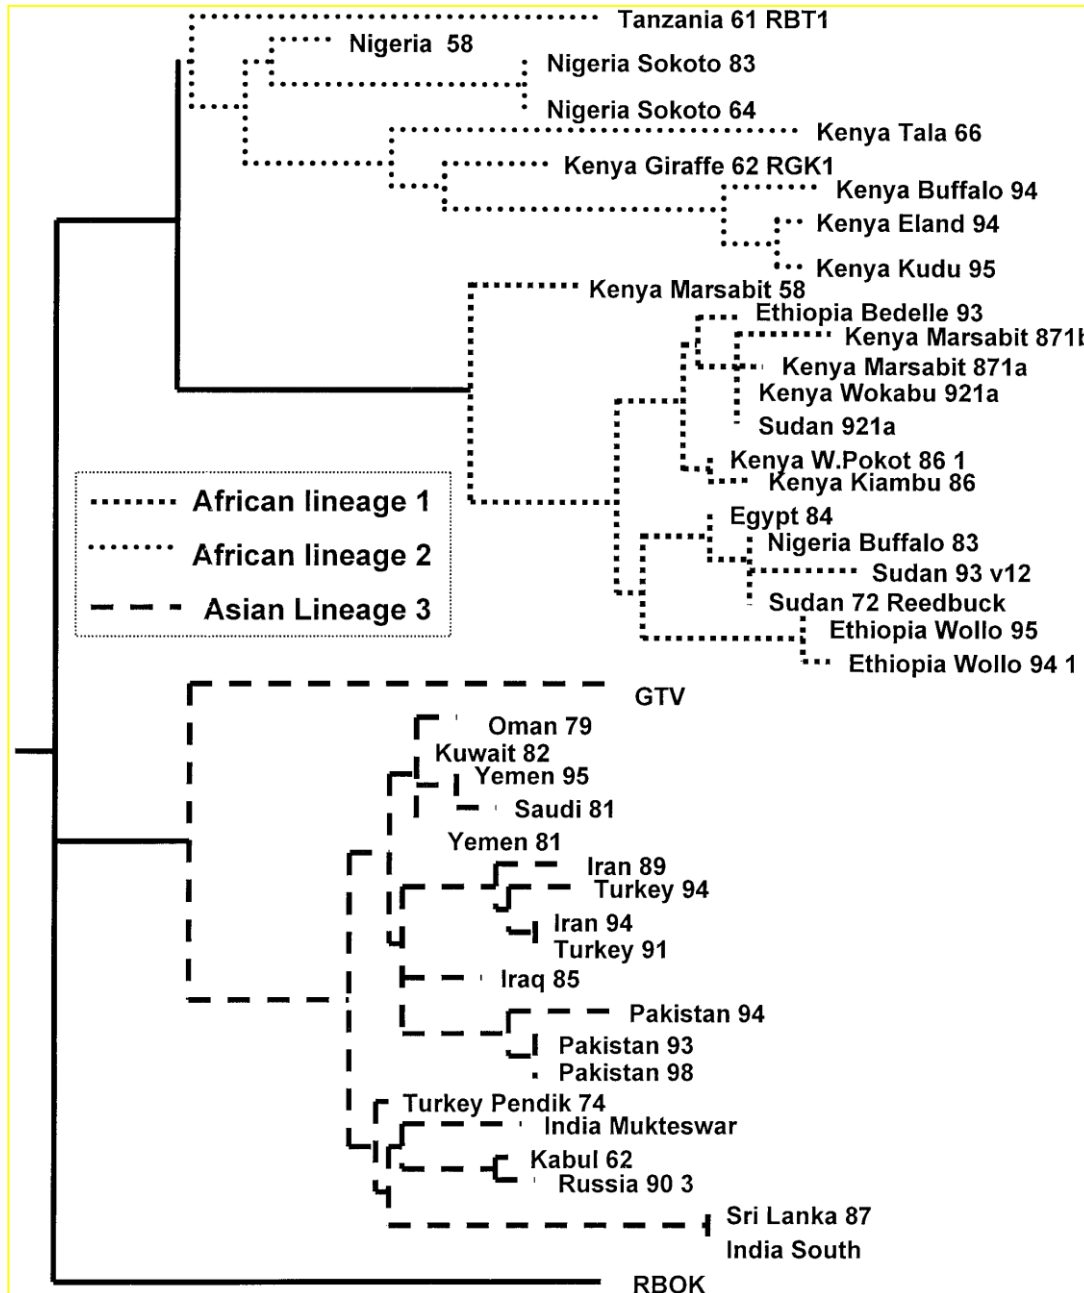 Tanzania 61 RBT1
Nigeria 58
Nigeria Sokoto 83
Nigeria Sokoto 64
Kenya Tala 66
Kenya Giraffe 62 RGK1
Kenya Buffalo 94
Kenya Eland 94
Kenya Kudu 95
Kenya Marsabit 58
Ethiopia Bedelle 93
Kenya Marsabit 871b
Kenya Marsabit 871a
Kenya Wokabu 921a
Sudan 921a
Kenya W.Pokot 86 1
Kenya Kiambu 86
African lineage 1
African lineage 2
Asian Lineage 3
Egypt 84
Nigeria Buffalo 83
Sudan 93 v12
Sudan 72 Reedbuck
Ethiopia Wollo 95
Ethiopia Wollo 94 1
GTV
Oman 79
Kuwait 82
Yemen 95
Saudi 81
Yemen 81
Iran 89
Turkey 94
Iran 94
Turkey 91
Iraq 85
Pakistan 94
Pakistan 93
Pakistan 98
Turkey Pendik 74
India Mukteswar
Kabul 62
Russia 90 3
Sri Lanka 87
India South
RBOK